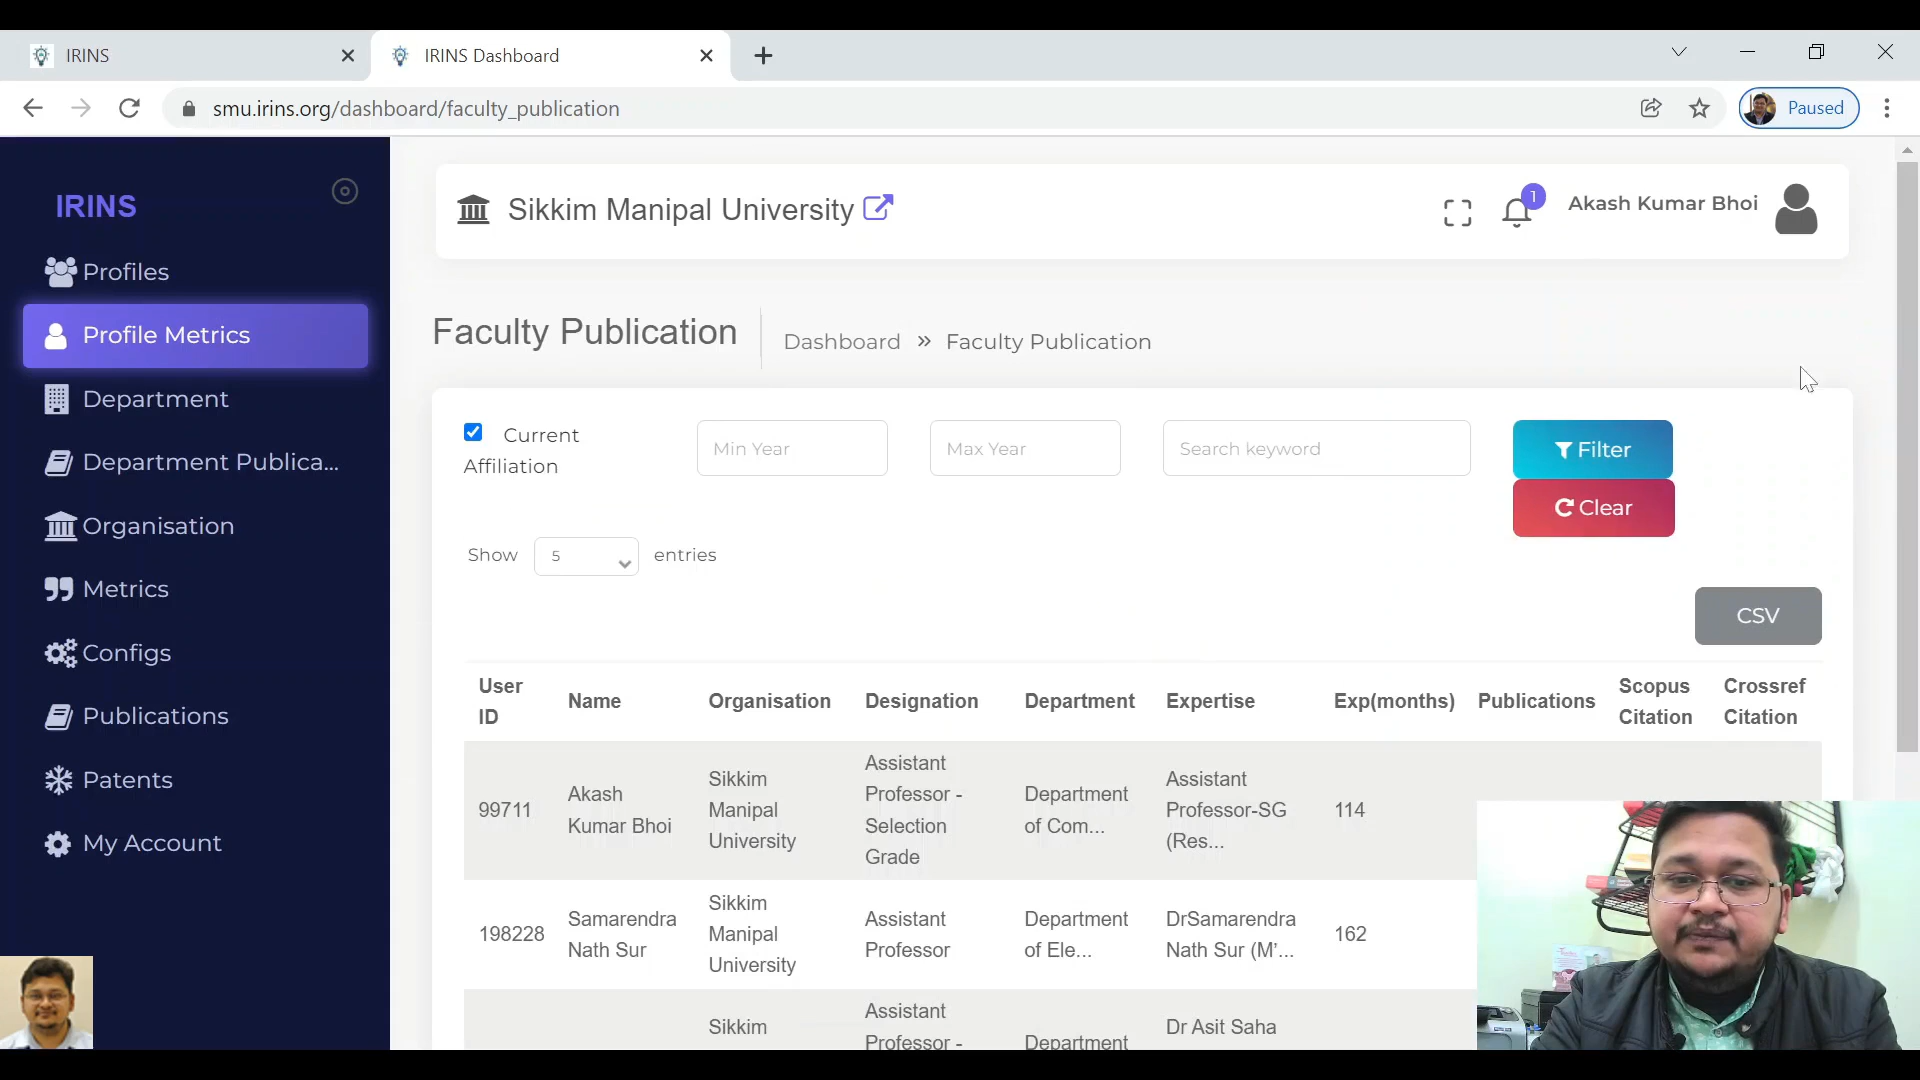 IRINS
IRINS Dashboard
smu.irins.org/dashboard/faculty_publication
Paused
IRINS
Profiles
Profile Metrics
Department
Department Publica...
Organisation
Metrics
Configs
Publications
Patents
My Account
Sikkim Manipal University
1
Akash Kumar Bhoi
Faculty Publication
Dashboard » Faculty Publication
Current
Affiliation
Min Year
Max Year
Search keyword
Filter
Clear
Show 5 entries
CSV
User
ID
Name
Organisation
Designation
Department
Expertise
Exp(months)
Publications
Scopus
Citation
Crossref
Citation
99711
Akash
Kumar Bhoi
Sikkim
Manipal
University
Assistant
Professor -
Selection
Grade
Department
of Com...
Assistant
Professor-SG
(Res...
114
198228
Samarendra
Nath Sur
Sikkim
Manipal
University
Assistant
Professor
Department
of Ele...
DrSamarendra
Nath Sur (M’...
162
Sikkim
Assistant
Professor -
Department
Dr Asit Saha